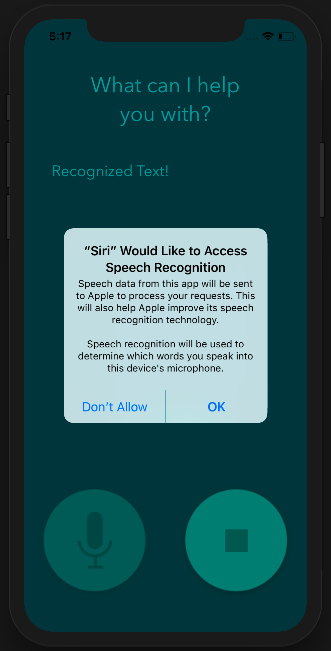 5:17
What can I help
you with?
Recognized Text!
“Siri” Would Like to Access
Speech Recognition
Speech data from this app will be sent
to Apple to process your requests. This
will also help Apple improve its speech
recognition technology.
Speech recognition will be used to
determine which words you speak into
this device's microphone.
Don’t Allow OK